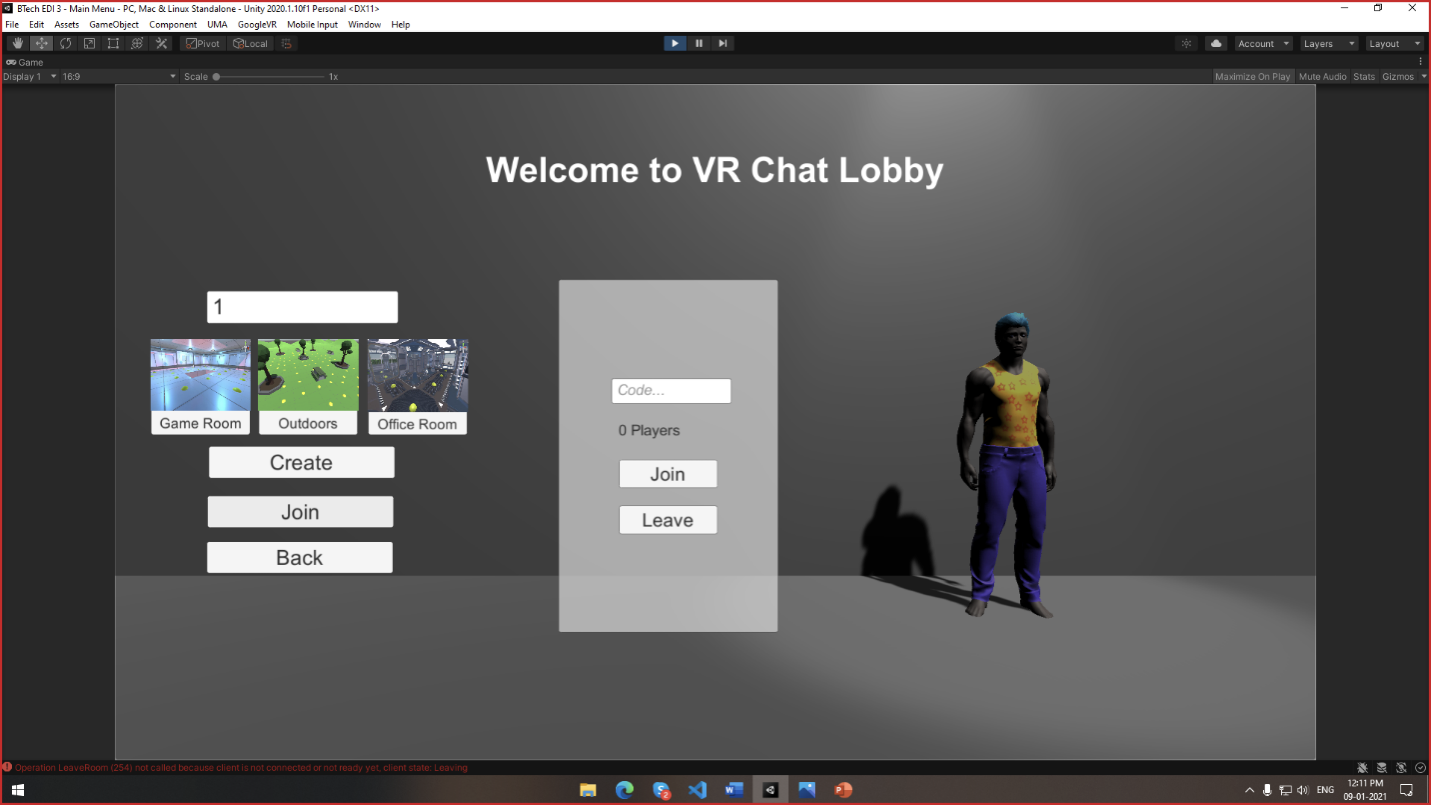 BTech EDI 3 - Main Menu - PC, Mac & Linux Standalone - Unity 2020.1.10f1 Personal <DX11>
File Edit Assets GameObject Component UMA GoogleVR Mobile Input Window Help
Pivot Local Account Layers Layout
Game
Display 1 16:9 Scale 1x Maximize On Play Mute Audio Stats Gizmos
Welcome to VR Chat Lobby
1
Game Room Outdoors Office Room
Create
Join
Back
Code...
0 Players
Join
Leave
Operation LeaveRoom (254) not called because client is not connected or not ready yet, client state: Leaving
2
ENG
12:11 PM
09-01-2021